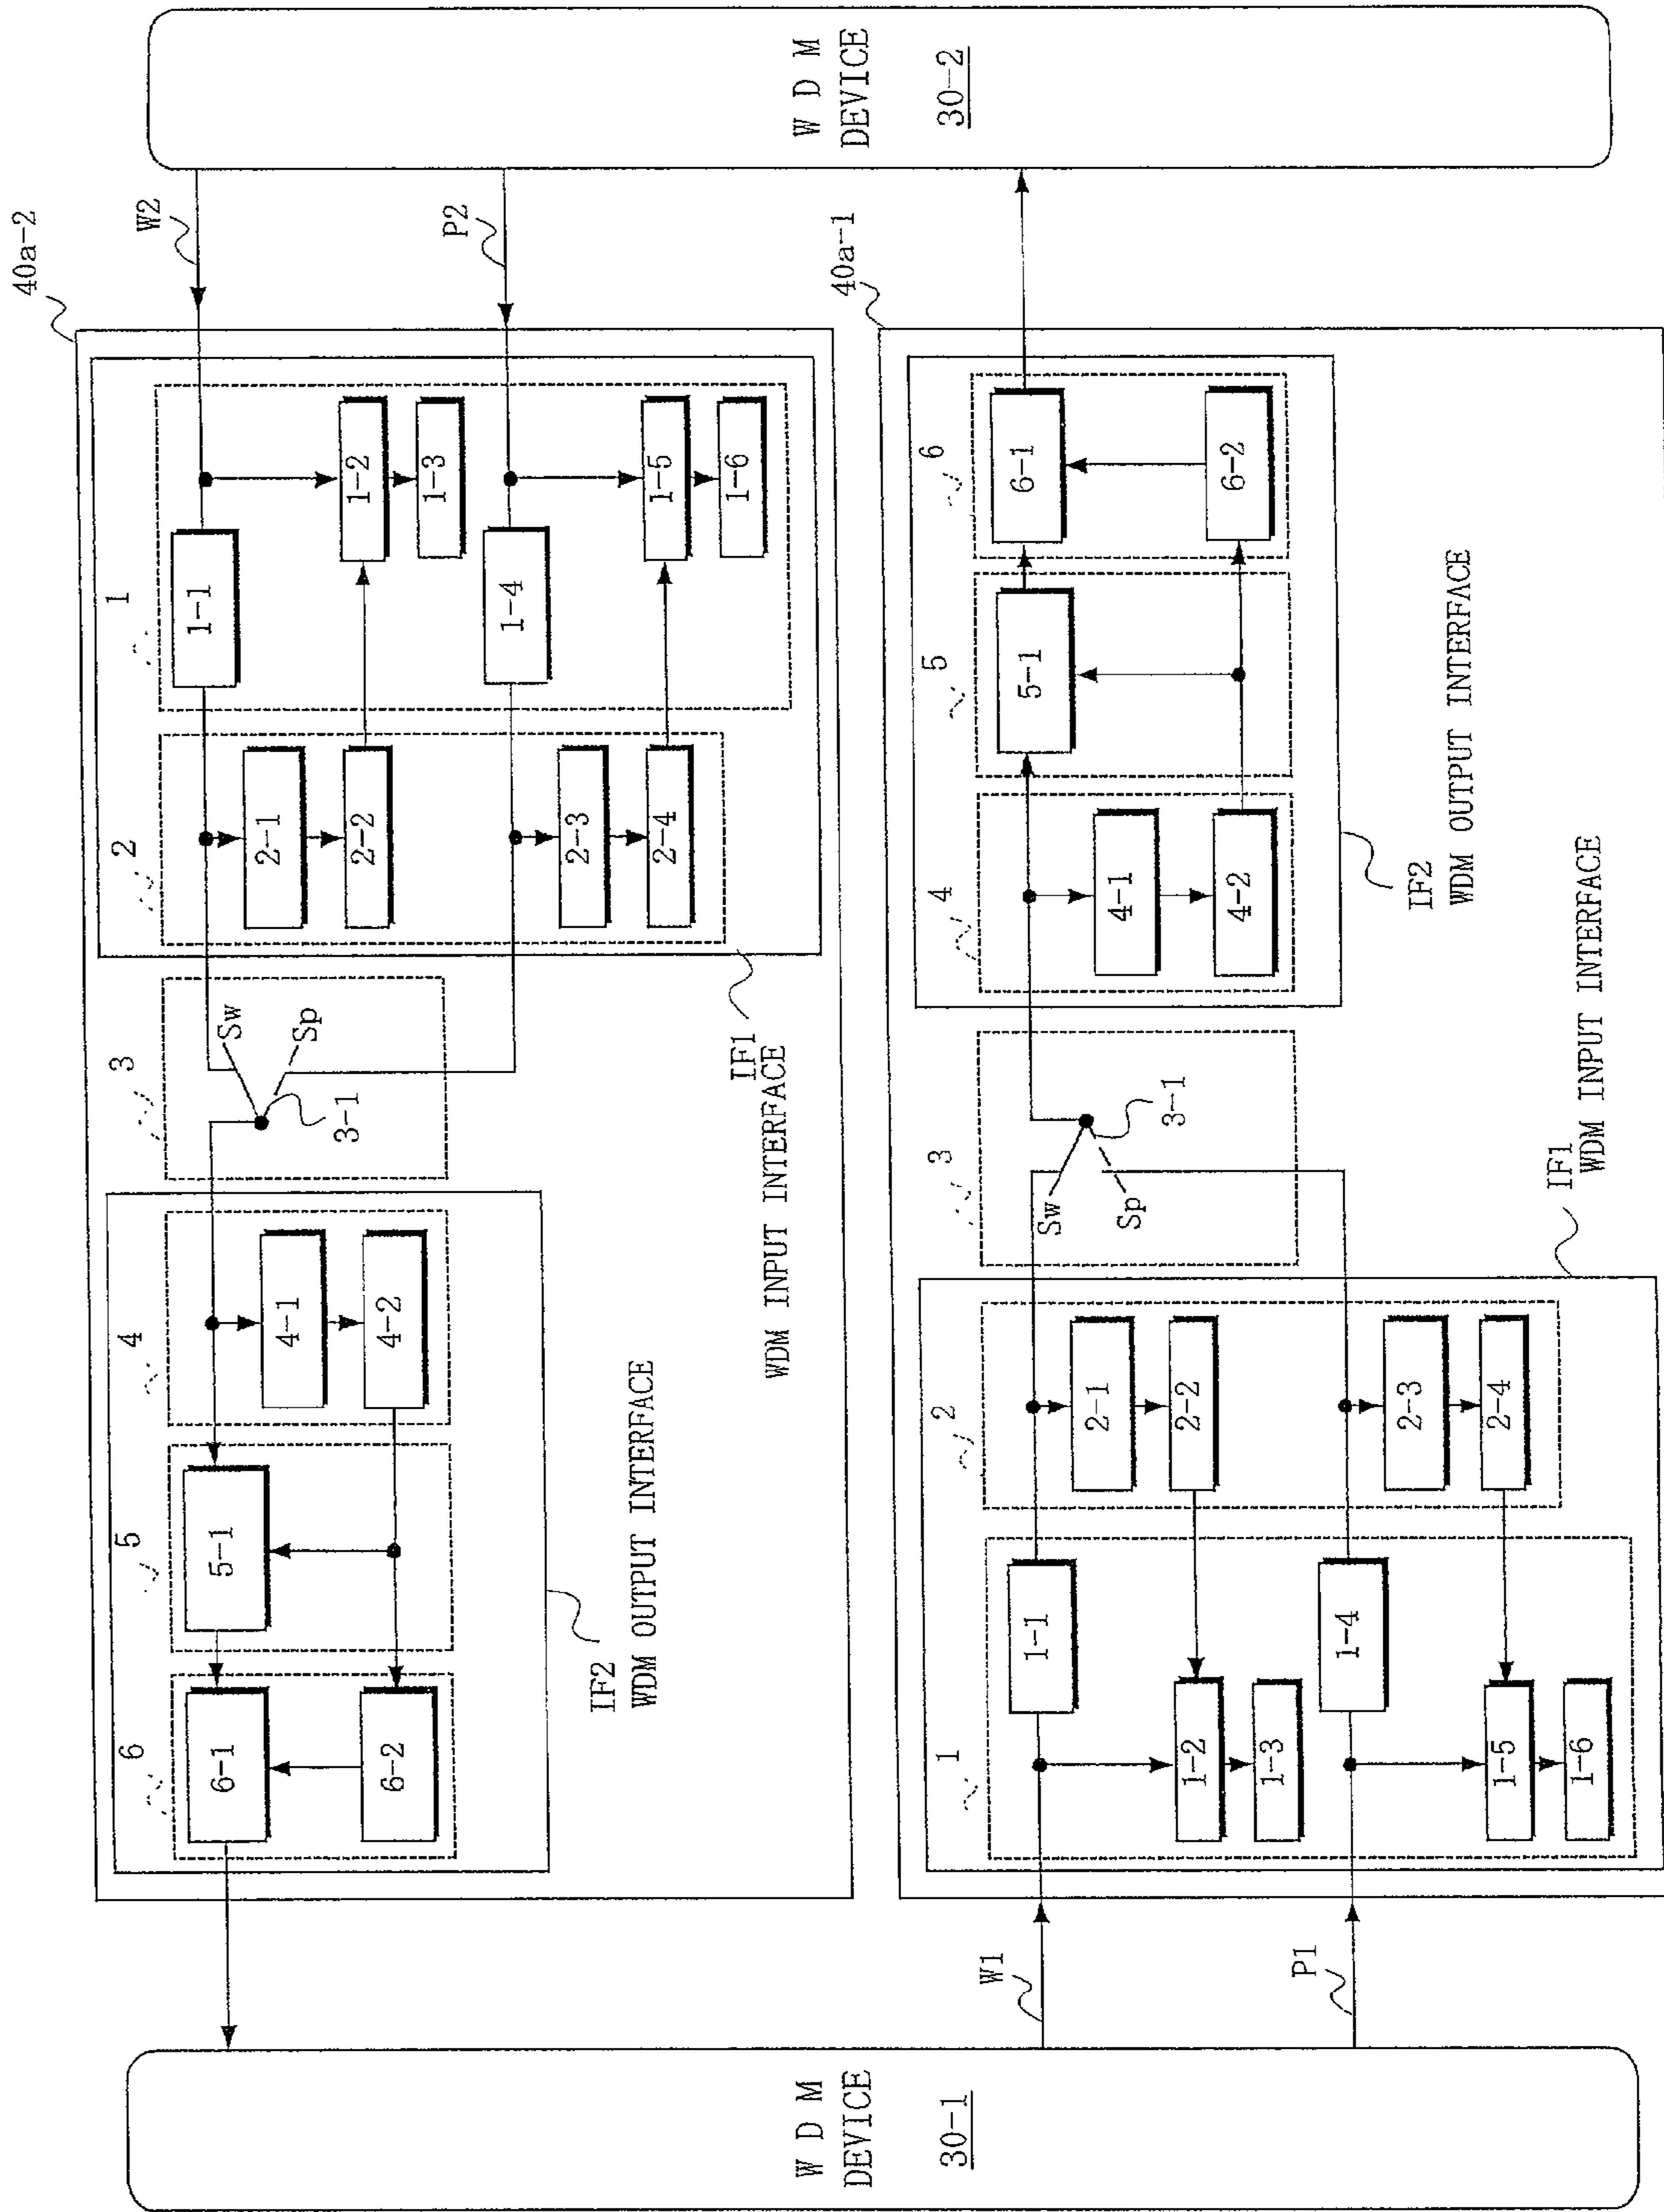 W D M
DEVICE
30-1
W D M
DEVICE
30-2
40a-2
W2
P2
6
5
4
3
2
1
6-1
6-2
5-1
4-1
4-2
Sw
Sp
3-1
2-1
2-2
2-3
2-4
1-1
1-2
1-3
1-4
1-5
1-6
IF2
WDM OUTPUT INTERFACE
IF1
WDM INPUT INTERFACE
40a-1
W1
P1
1
2
3
4
5
6
1-1
1-2
1-3
1-4
1-5
1-6
2-1
2-2
2-3
2-4
Sw
Sp
3-1
4-1
4-2
5-1
6-1
6-2
IF2
WDM OUTPUT INTERFACE
IF1
WDM INPUT INTERFACE